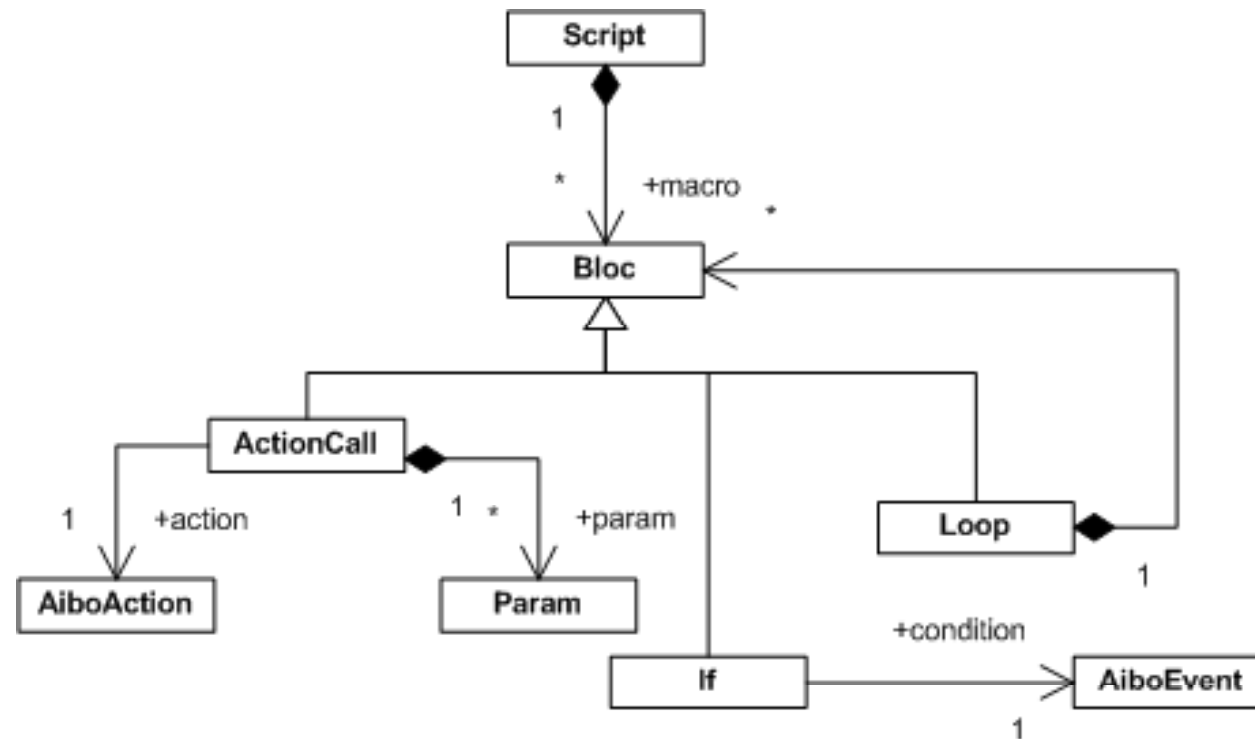 Script
1
*
+macro
*
Bloc
ActionCall
1
+action
1
*
+param
Loop
1
AiboAction
Param
+condition
If
AiboEvent
1